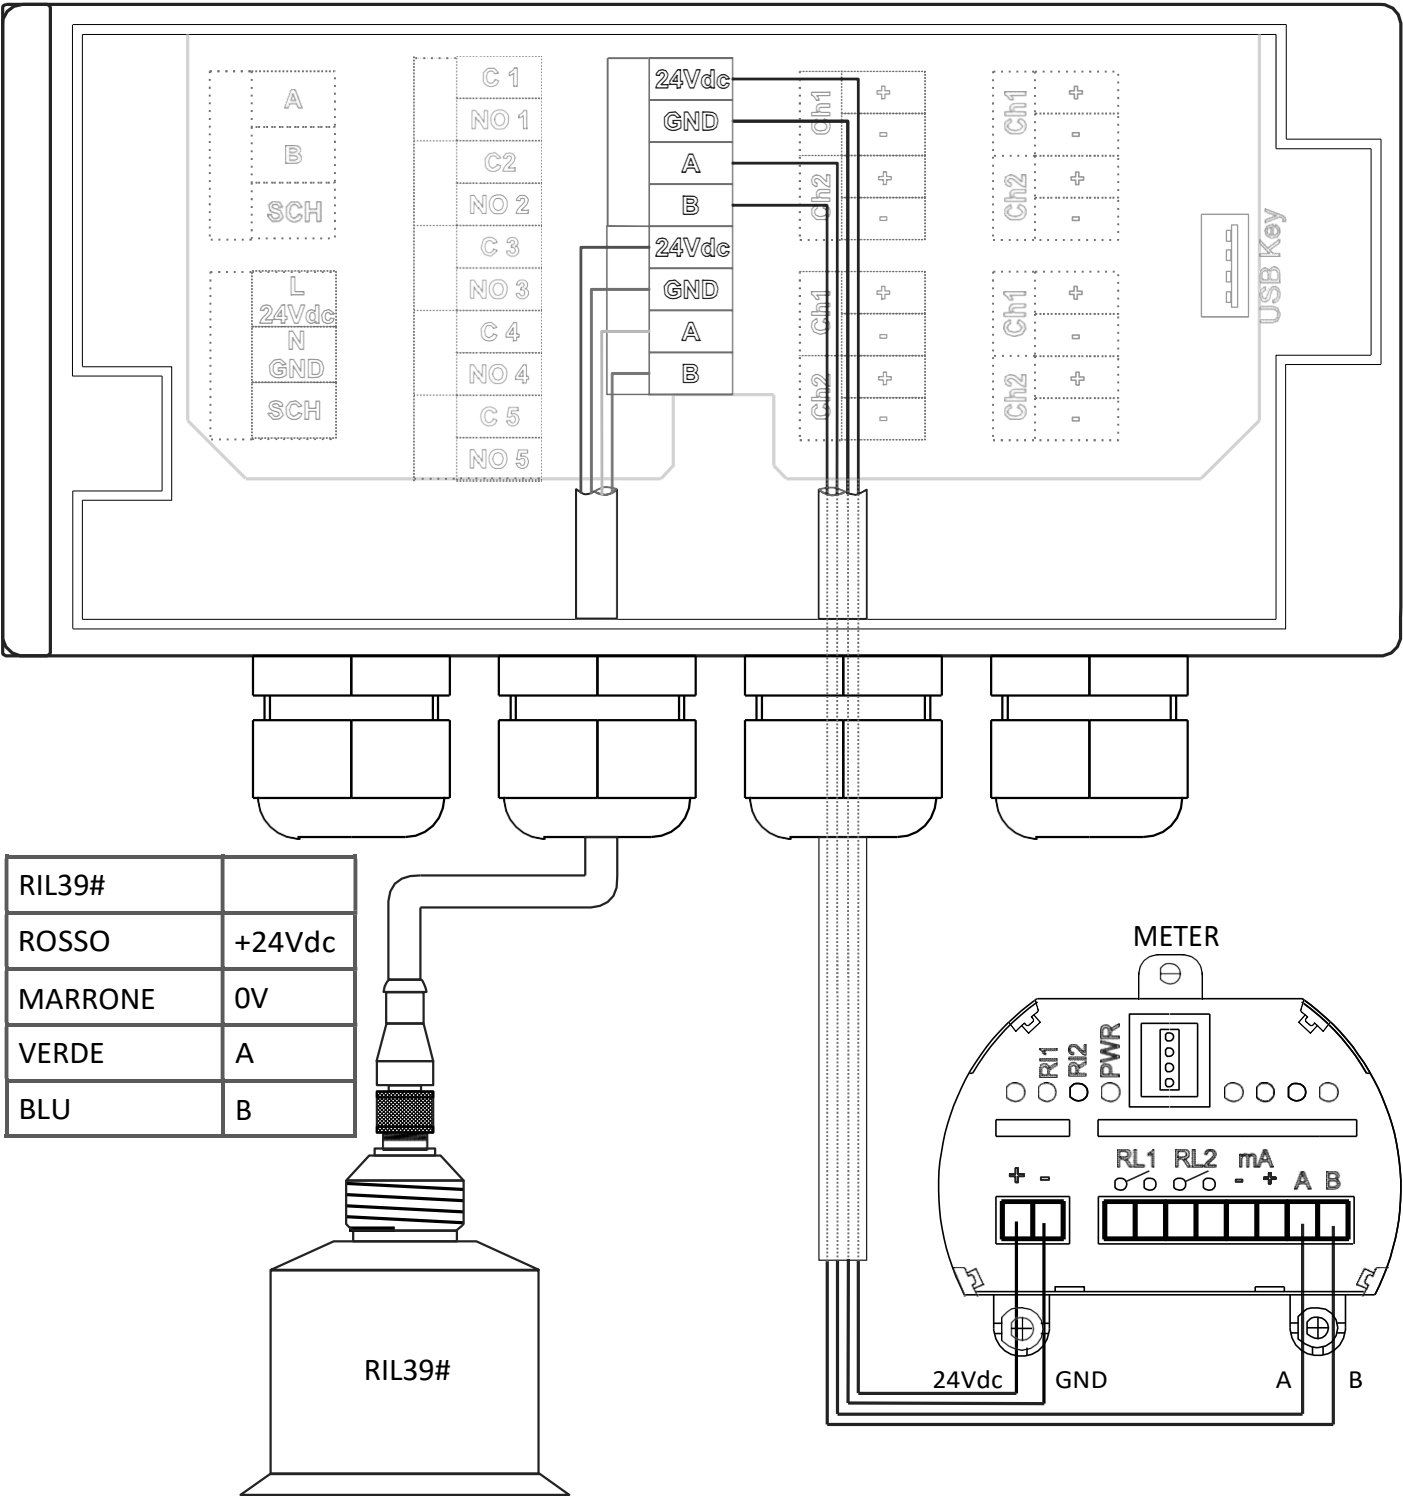 A
B
SCH
L
24Vdc
N
GND
SCH
C 1
NO 1
C2
NO 2
C 3
NO 3
C 4
NO 4
C 5
NO 5
24Vdc
GND
A
B
24Vdc
GND
A
B
Ch1 + -
Ch2 + -
Ch1 + -
Ch2 + -
Ch1 + -
Ch2 + -
Ch1 + -
Ch2 + -
USB Key
RIL39#
ROSSO +24Vdc
MARRONE 0V
VERDE A
BLU B
RIL39#
METER
RI1 RI2 PWR
RL1 RL2 mA
+ - - + A B
24Vdc GND A B